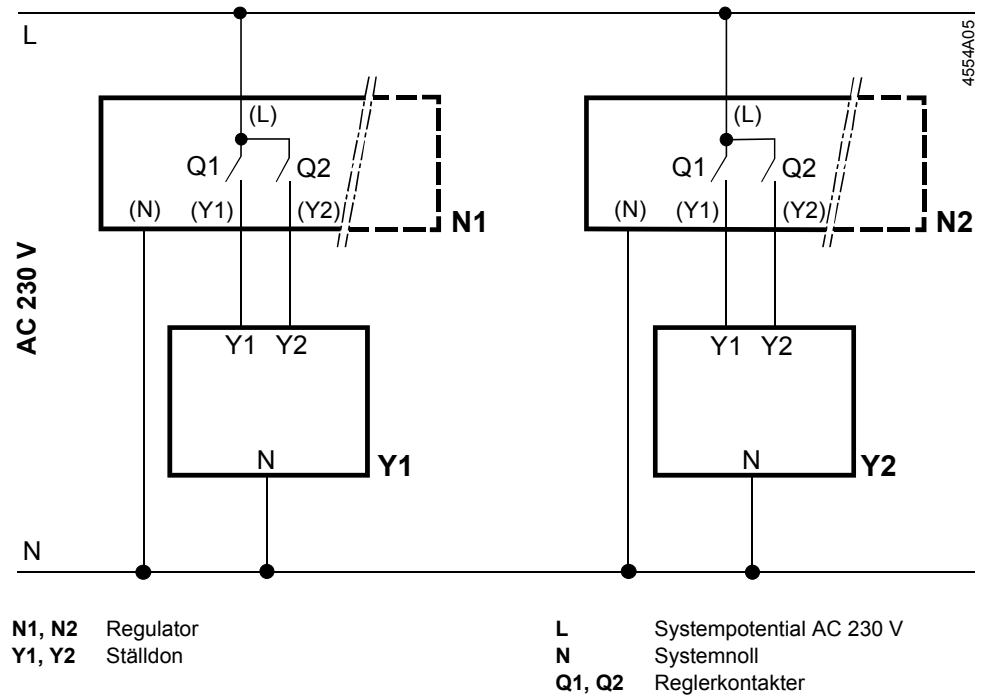 L
4554A05
(L)
(L)
Q1 Q2
Q1 Q2
(N) (Y1) (Y2)
N1
(N) (Y1) (Y2)
N2
AC 230 V
Y1 Y2
Y1 Y2
N
Y1
N
Y2
N
N1, N2 Regulator
Y1, Y2 Ställdon
L Systempotential AC 230 V
N Systemnoll
Q1, Q2 Reglerkontakter